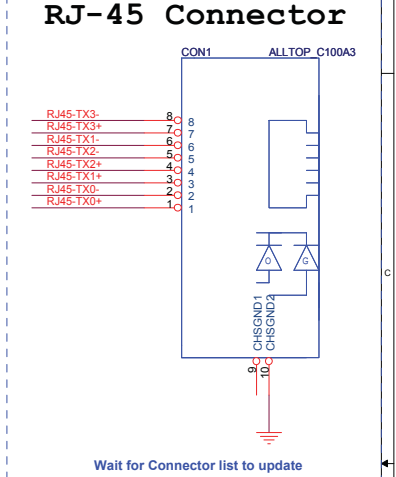 RJ-45 Connector
CON1 ALLTOP_C100A3
RJ45-TX3- 8 8
RJ45-TX3+ 7 7
RJ45-TX1- 6 6
RJ45-TX2- 5 5
RJ45-TX2+ 4 4
RJ45-TX1+ 3 3
RJ45-TX0- 2 2
RJ45-TX0+ 1 1
O G
C
CHSGND1
CHSGND2
9
10
Wait for Connector list to update